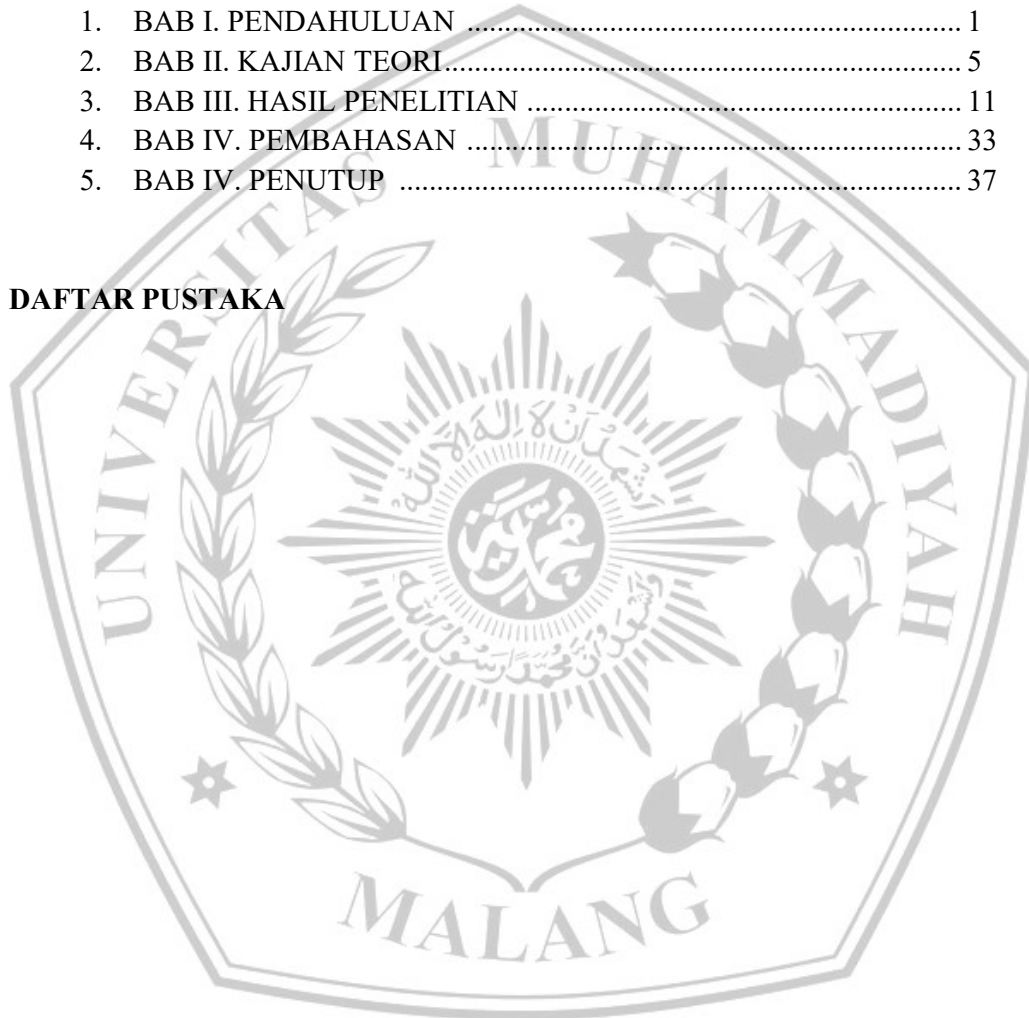 1. BAB I. PENDAHULUAN ........................................................... 1
2. BAB II. KAJIAN TEORI.............................................................. 5
3. BAB III. HASIL PENELITIAN .................................................... 11
4. BAB IV. PEMBAHASAN ........................................................... 33
5. BAB IV. PENUTUP ................................................................... 37
DAFTAR PUSTAKA
UNIVERSITAS MUHAMMADIYAH
MALANG